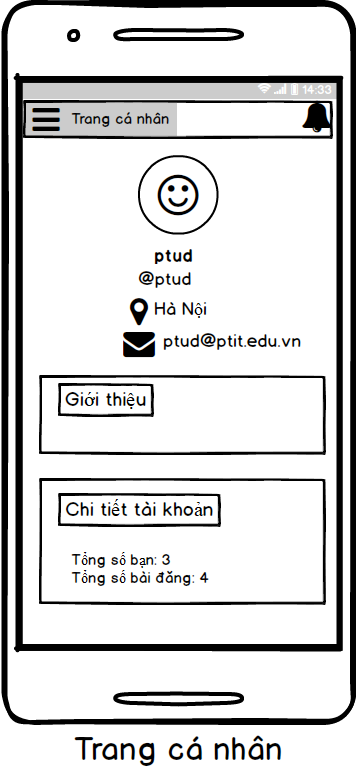 14:33
Trang cá nhân
ptud
@ptud
Hà Nội
ptud@ptit.edu.vn
Giới thiệu
Chi tiết tài khoản
Tổng số bạn: 3
Tổng số bài đăng: 4
Trang cá nhân